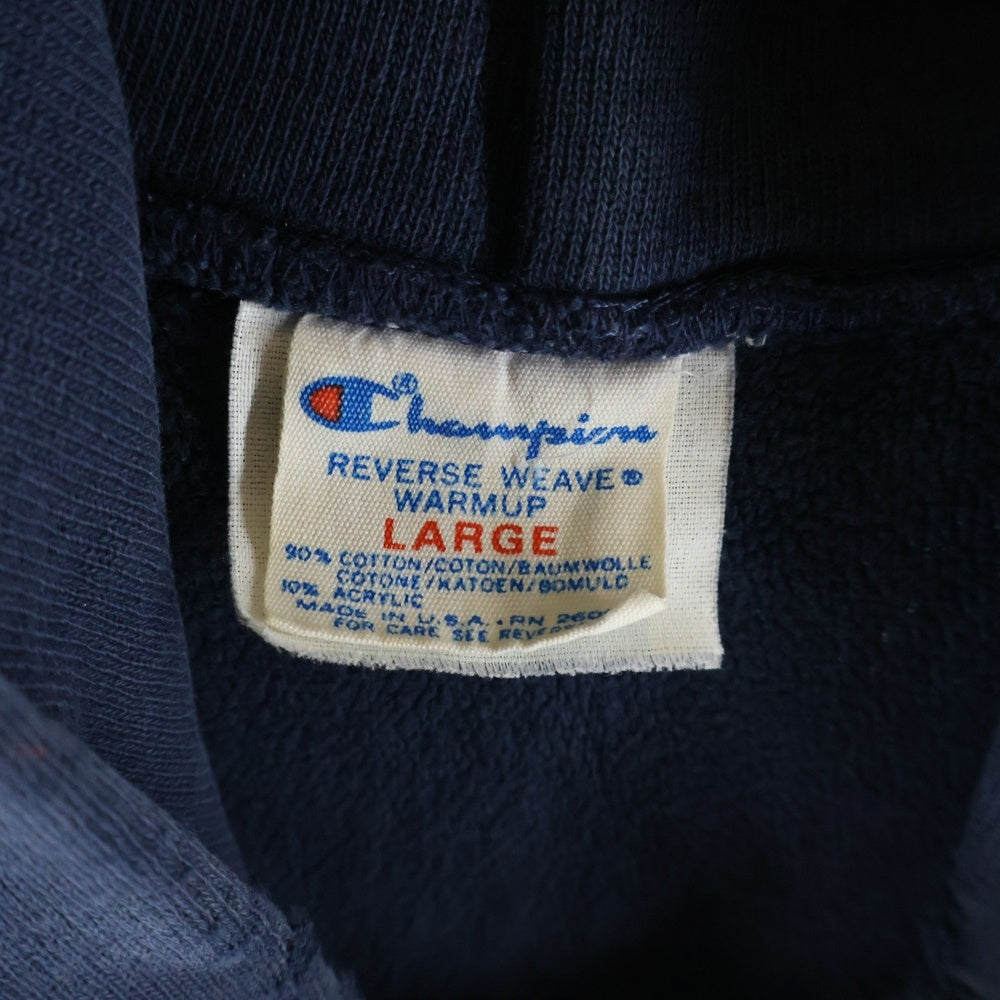 Champion®
REVERSE WEAVE®
WARMUP
LARGE
90% COTTON/COTON/BAUMWOLLE
COTONE/KATOEN/BOMULD
10% ACRYLIC
MADE IN U.S.A. · RN
FOR CARE SEE